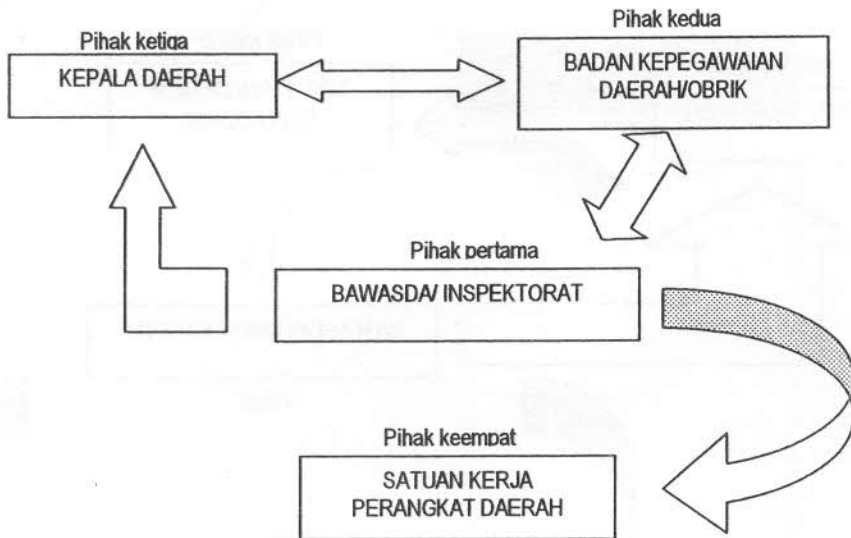 Pihak ketiga
KEPALA DAERAH
Pihak kedua
BADAN KEPEGAWAIAN
DAERAH/OBRIK
Pihak pertama
BAWASDA/ INSPEKTORAT
Pihak keempat
SATUAN KERJA
PERANGKAT DAERAH